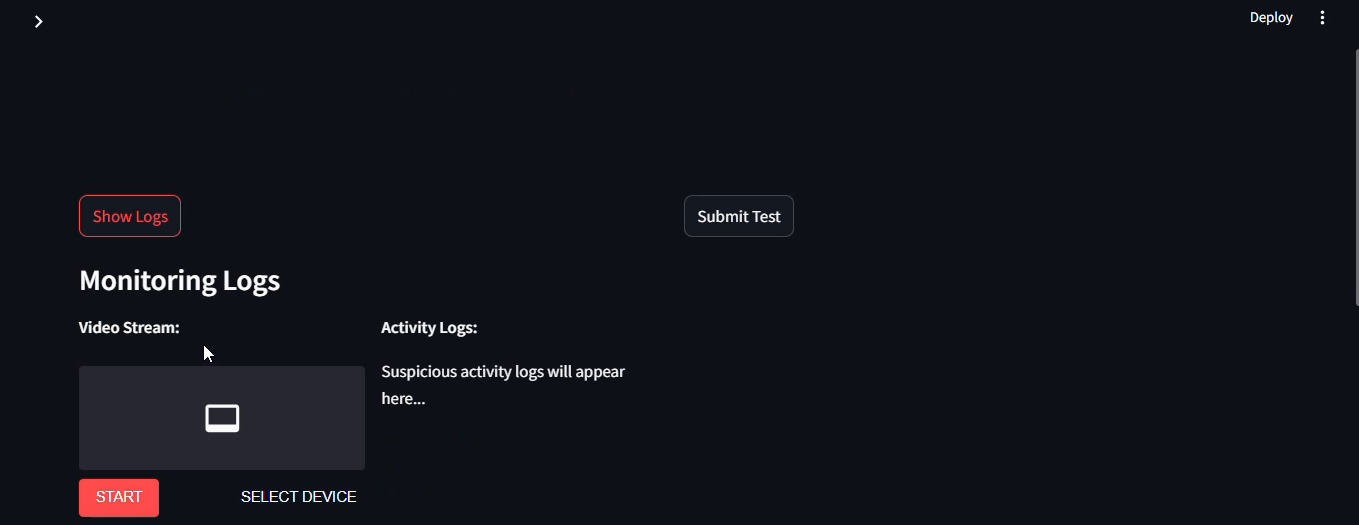 Deploy
Show Logs
Submit Test
Monitoring Logs
Video Stream:
Activity Logs:
Suspicious activity logs will appear
here...
START
SELECT DEVICE